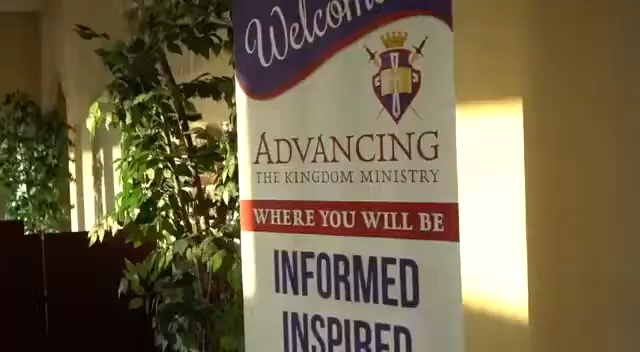 Welcome
ADVANCING
THE KINGDOM MINISTRY
WHERE YOU WILL BE
INFORMED
INSPIRED